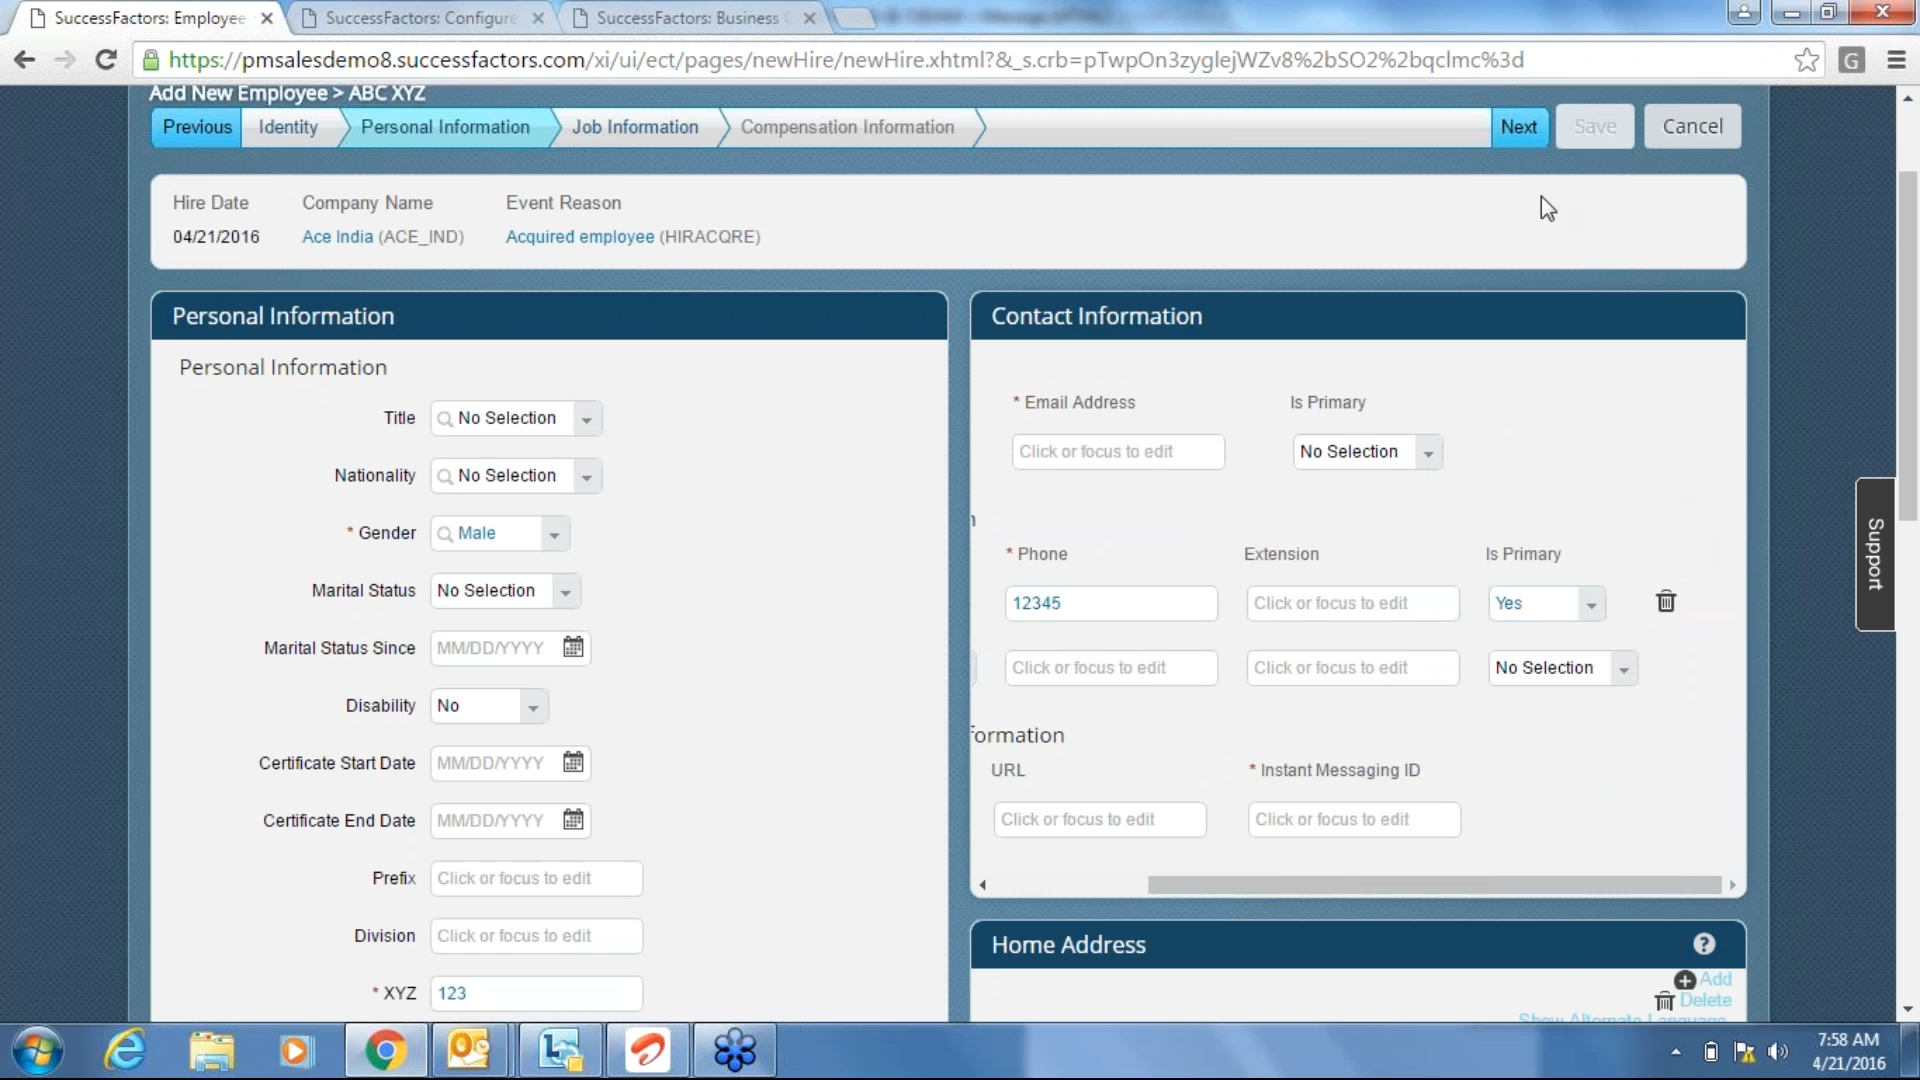 SuccessFactors: Employee
SuccessFactors: Configure
SuccessFactors: Business
https://pmsalesdemo8.successfactors.com/xi/ui/ect/pages/newHire/newHire.xhtml?&_s.crb=pTwpOn3zyglejWZv8%2bSO2%2bqclmc%3d
G
Add New Employee > ABC XYZ
Previous Identity Personal Information Job Information Compensation Information Next Save Cancel
Hire Date Company Name Event Reason
04/21/2016 Ace India (ACE_IND) Acquired employee (HIRACQRE)
Personal Information
Personal Information
Title No Selection
Nationality No Selection
* Gender Male
Marital Status No Selection
Marital Status Since MM/DD/YYYY
Disability No
Certificate Start Date MM/DD/YYYY
Certificate End Date MM/DD/YYYY
Prefix Click or focus to edit
Division Click or focus to edit
* XYZ 123
Contact Information
* Email Address Is Primary
Click or focus to edit No Selection
* Phone Extension Is Primary
12345 Click or focus to edit Yes
Click or focus to edit Click or focus to edit No Selection
formation
URL * Instant Messaging ID
Click or focus to edit Click or focus to edit
Home Address
Add
Delete
Show Alternate Language
Support
7:58 AM
4/21/2016